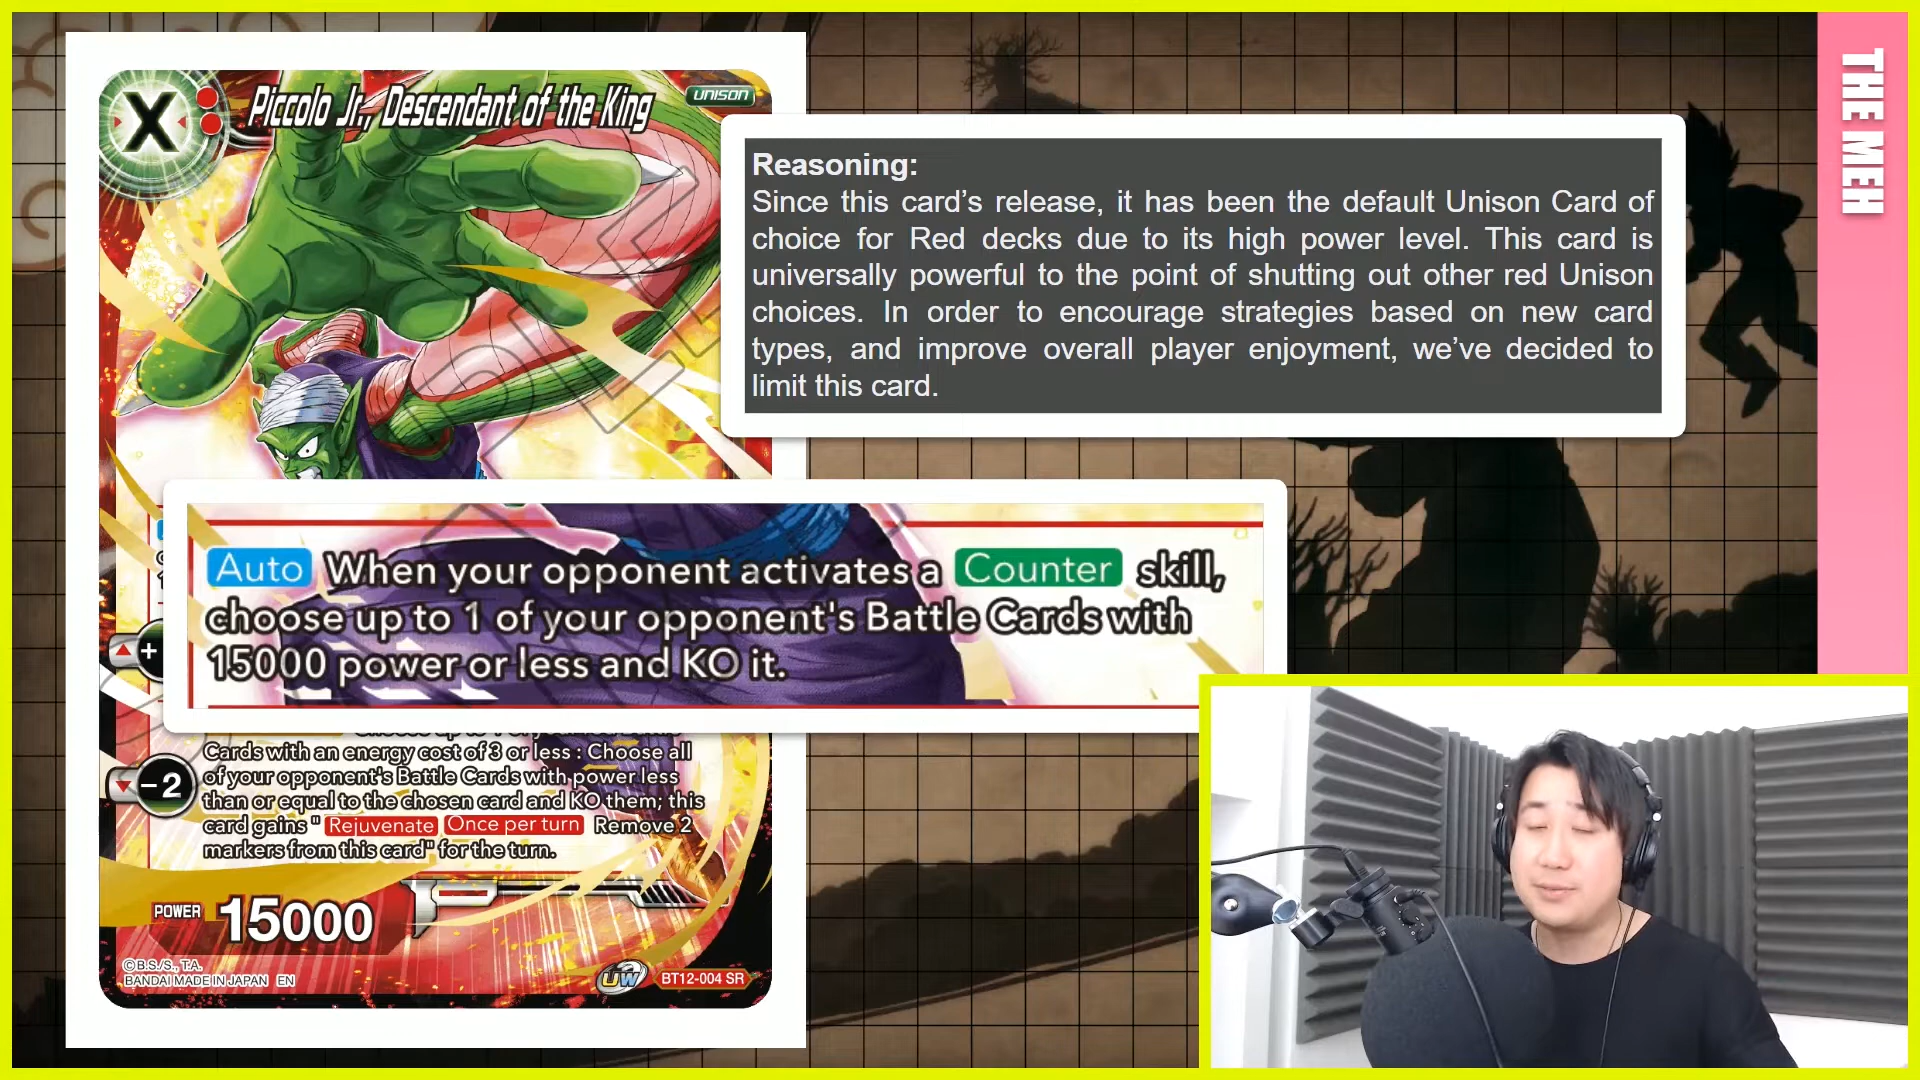 X
Piccolo Jr., Descendant of the King
UNISON
THE MEH
Reasoning:
Since this card’s release, it has been the default Unison Card of
choice for Red decks due to its high power level. This card is
universally powerful to the point of shutting out other red Unison
choices. In order to encourage strategies based on new card
types, and improve overall player enjoyment, we’ve decided to
limit this card.
Auto When your opponent activates a Counter skill,
choose up to 1 of your opponent's Battle Cards with
15000 power or less and KO it.
+
Cards with an energy cost of 3 or less : Choose all
-2 of your opponent's Battle Cards with power less
than or equal to the chosen card and KO them; this
card gains " Rejuvenate Once per turn Remove 2
markers from this card" for the turn.
POWER 15000
©B.S./S., T.A.
BANDAI MADE IN JAPAN EN
UW
BT12-004 SR